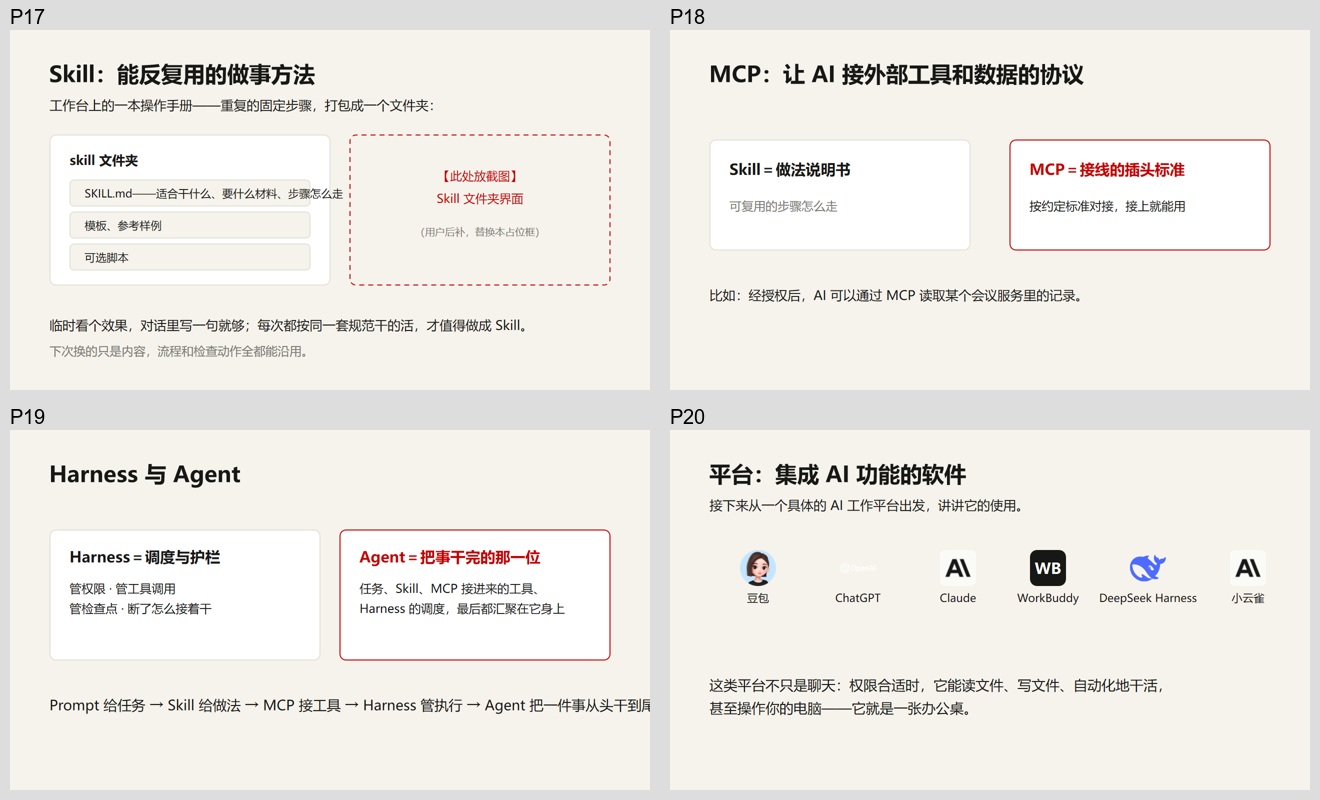 P17
Skill：能反复用的做事方法
工作台上的一本操作手册——重复的固定步骤，打包成一个文件夹：
skill 文件夹
SKILL.md——适合干什么、要什么材料、步骤怎么走
模板、参考样例
可选脚本
【此处放截图】
Skill 文件夹界面
(用户后补，替换本占位框)
临时看个效果，对话里写一句就够；每次都按同一套规范干的活，才值得做成 Skill。
下次换的只是内容，流程和检查动作全都能沿用。
P18
MCP：让 AI 接外部工具和数据的协议
Skill = 做法说明书
可复用的步骤怎么走
MCP = 接线的插头标准
按约定标准对接，接上就能用
比如：经授权后，AI 可以通过 MCP 读取某个会议服务里的记录。
P19
Harness 与 Agent
Harness = 调度与护栏
管权限 · 管工具调用
管检查点 · 断了怎么接着干
Agent = 把事干完的那一位
任务、Skill、MCP 接进来的工具、
Harness 的调度，最后都汇聚在它身上
Prompt 给任务 → Skill 给做法 → MCP 接工具 → Harness 管执行 → Agent 把一件事从头干到尾
P20
平台：集成 AI 功能的软件
接下来从一个具体的 AI 工作平台出发，讲讲它的使用。
WB
豆包
ChatGPT
Claude
WorkBuddy
DeepSeek Harness
小云雀
这类平台不只是聊天：权限合适时，它能读文件、写文件、自动化地干活，
甚至操作你的电脑——它就是一张办公桌。